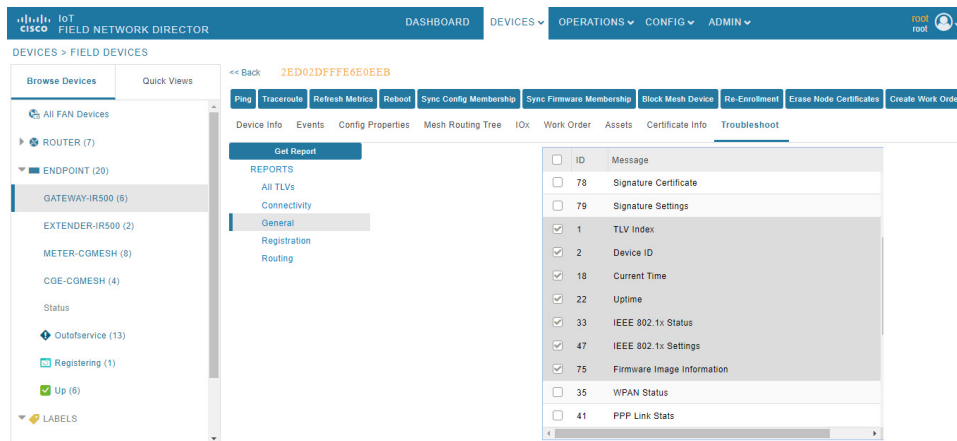 IoT
CISCO FIELD NETWORK DIRECTOR
DASHBOARD DEVICES OPERATIONS CONFIG ADMIN
root
root
DEVICES > FIELD DEVICES
Browse Devices Quick Views
All FAN Devices
ROUTER (7)
ENDPOINT (20)
GATEWAY-IR500 (6)
EXTENDER-IR500 (2)
METER-CGMESH (8)
CGE-CGMESH (4)
Status
Outofservice (13)
Registering (1)
Up (6)
LABELS
<< Back 2ED02DFFFE6E0EEB
Ping Traceroute Refresh Metrics Reboot Sync Config Membership Sync Firmware Membership Block Mesh Device Re-Enrollment Erase Node Certificates Create Work Orde
Device Info Events Config Properties Mesh Routing Tree IOx Work Order Assets Certificate Info Troubleshoot
Get Report
REPORTS
All TLVs
Connectivity
General
Registration
Routing
ID Message
78 Signature Certificate
79 Signature Settings
1 TLV Index
2 Device ID
18 Current Time
22 Uptime
33 IEEE 802.1x Status
47 IEEE 802.1x Settings
75 Firmware Image Information
35 WPAN Status
41 PPP Link Stats